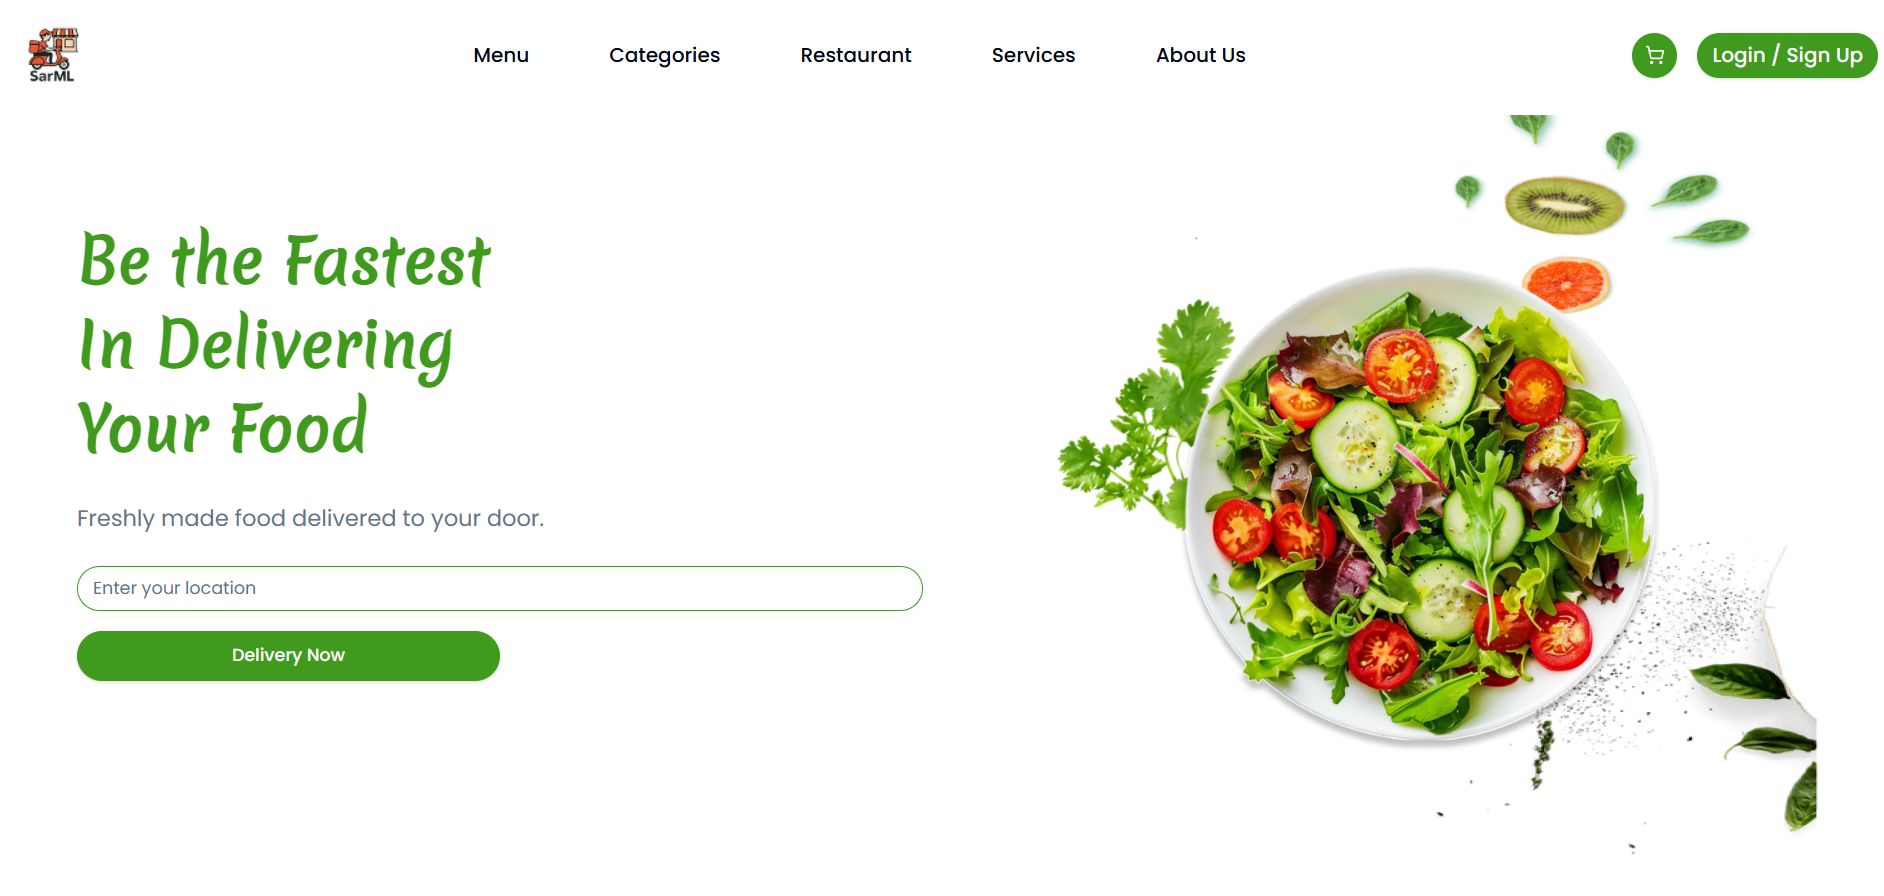 SarML
Menu
Categories
Restaurant
Services
About Us
Login / Sign Up
Be the Fastest
In Delivering
Your Food
Freshly made food delivered to your door.
Enter your location
Delivery Now